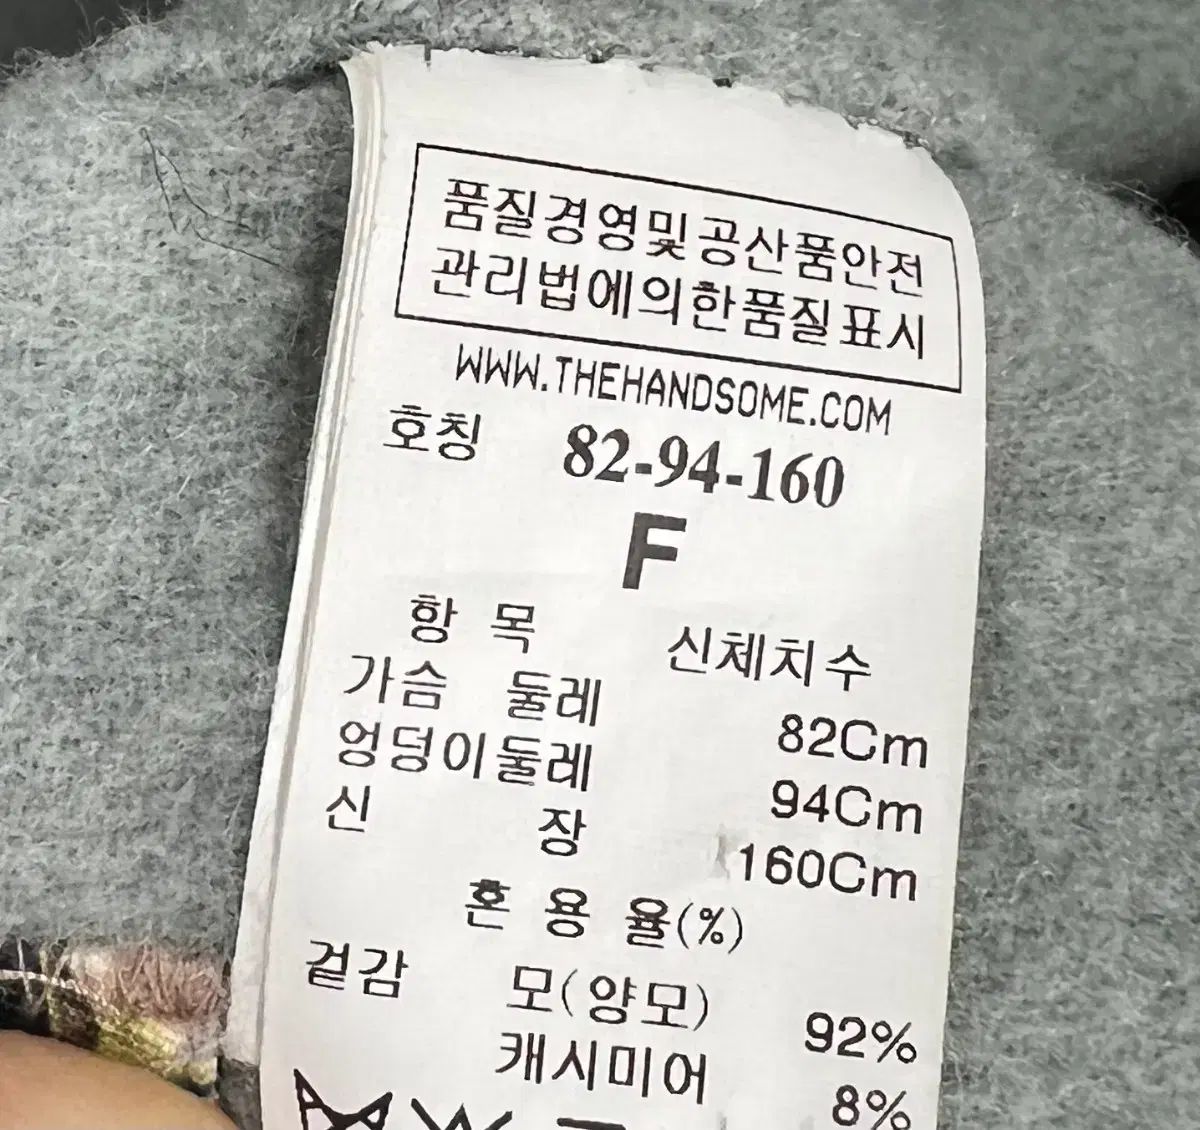 품질경영및공산품안전
관리법에의한품질표시
WWW.THEHANDSOME.COM
호칭 82-94-160
F
항 목 신체치수
가슴 둘레 82Cm
엉덩이둘레 94Cm
신 장 160Cm
혼 용 율(%)
겉감 모(양모) 92%
캐시미어 8%